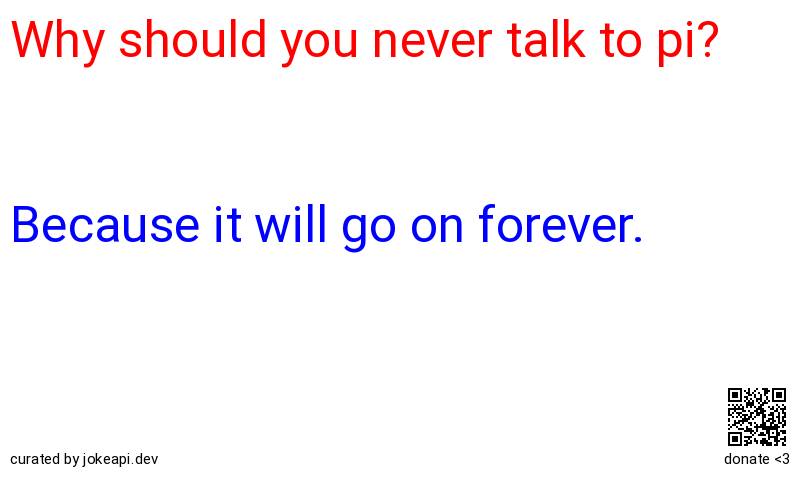 Why should you never talk to pi?
Because it will go on forever.
curated by jokeapi.dev
donate <3